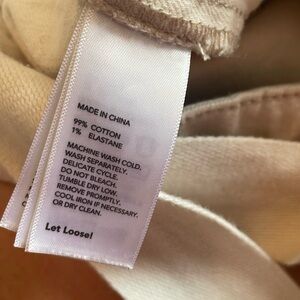 MADE IN CHINA
99% COTTON
1% ELASTANE
MACHINE WASH COLD.
WASH SEPARATELY.
DELICATE CYCLE.
DO NOT BLEACH.
TUMBLE DRY LOW.
REMOVE PROMPTLY.
COOL IRON IF NECESSARY.
OR DRY CLEAN.
Let Loose!